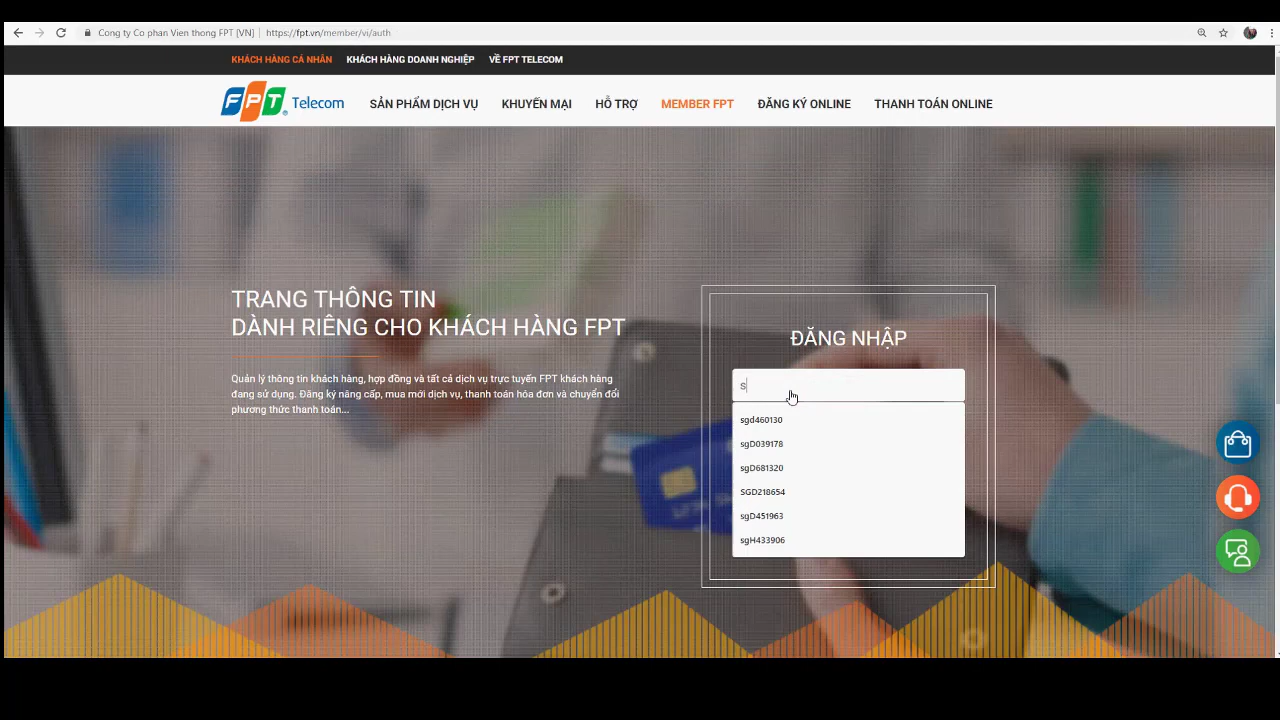 Cong ty Co phan Vien thong FPT [VN] | https://fpt.vn/member/vi/auth
KHÁCH HÀNG CÁ NHÂN KHÁCH HÀNG DOANH NGHIỆP VỀ FPT TELECOM
FPT Telecom SẢN PHẨM DỊCH VỤ KHUYẾN MẠI HỖ TRỢ MEMBER FPT ĐĂNG KÝ ONLINE THANH TOÁN ONLINE
TRANG THÔNG TIN
DÀNH RIÊNG CHO KHÁCH HÀNG FPT
Quản lý thông tin khách hàng, hợp đồng và tất cả dịch vụ trực tuyến FPT khách hàng
đang sử dụng. Đăng ký nâng cấp, mua mới dịch vụ, thanh toán hóa đơn và chuyển đổi
phương thức thanh toán...
ĐĂNG NHẬP
s
sgd460130
sgD039178
sgD681320
SGD218654
sgD451963
sgH433906